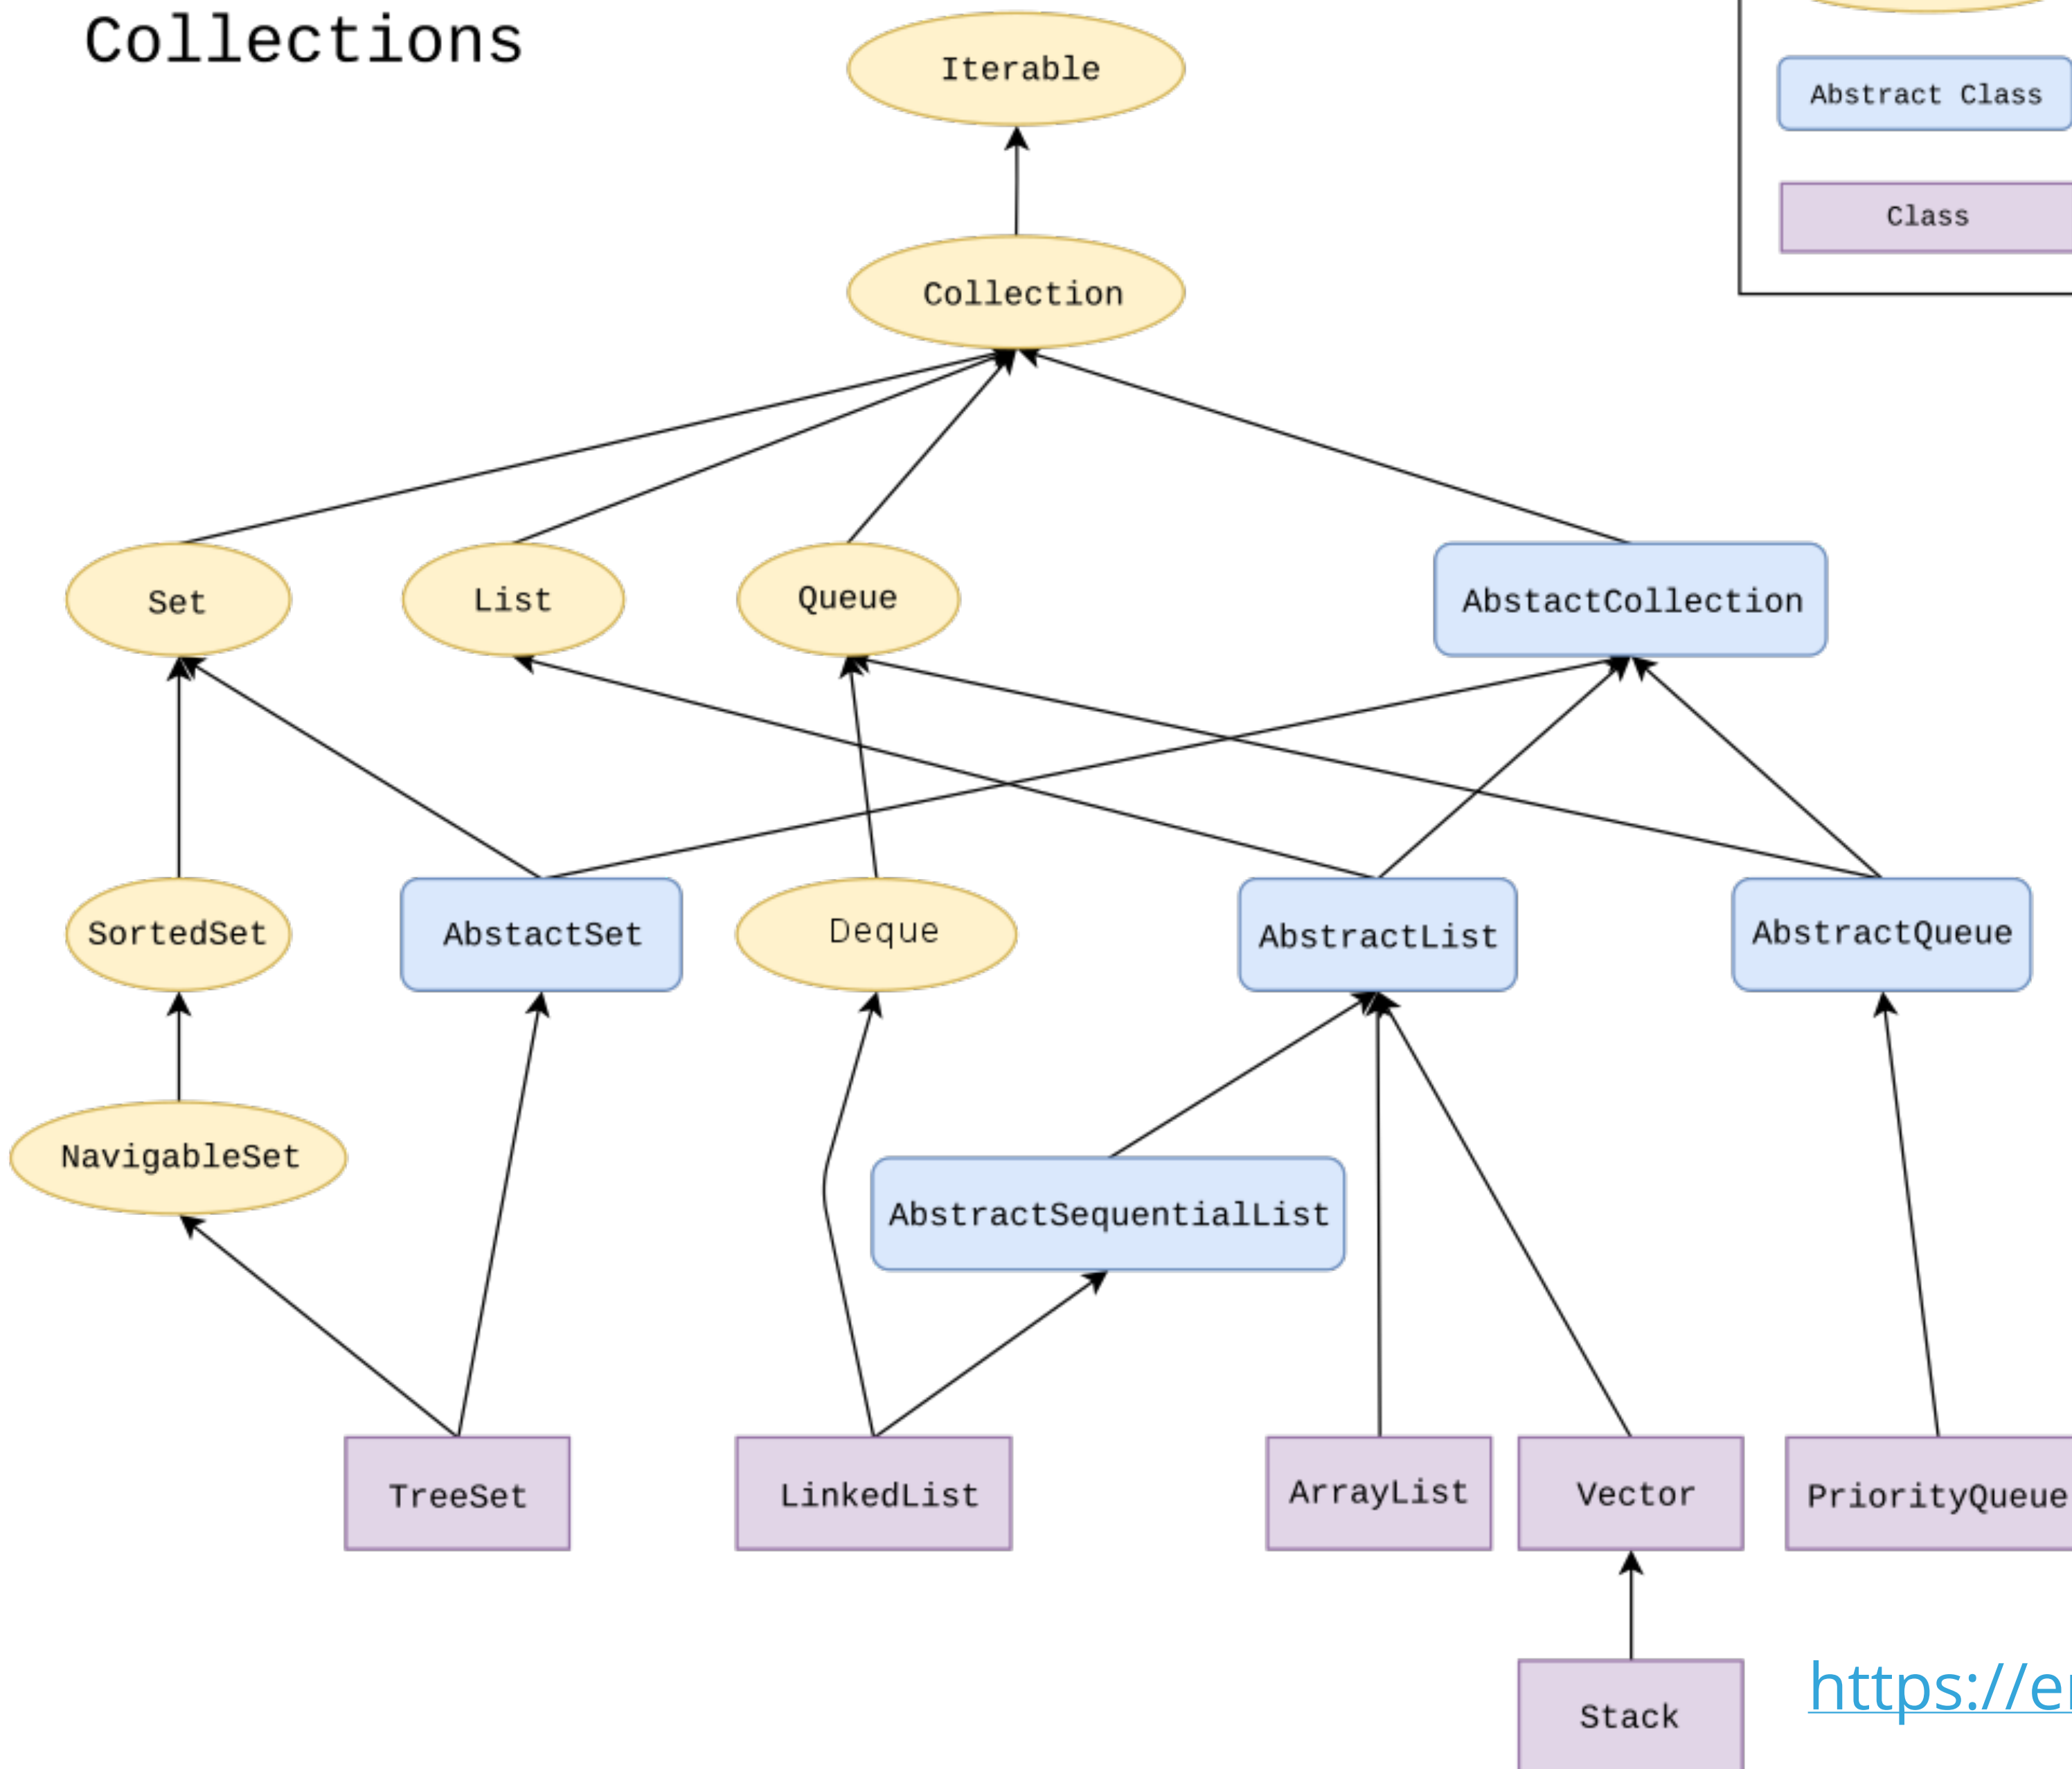 Collections
Iterable
Abstract Class
Class
Collection
Set
List
Queue
AbstactCollection
SortedSet
AbstactSet
Deque
AbstractList
AbstractQueue
NavigableSet
AbstractSequentialList
TreeSet
LinkedList
ArrayList
Vector
PriorityQueue
Stack
https://e